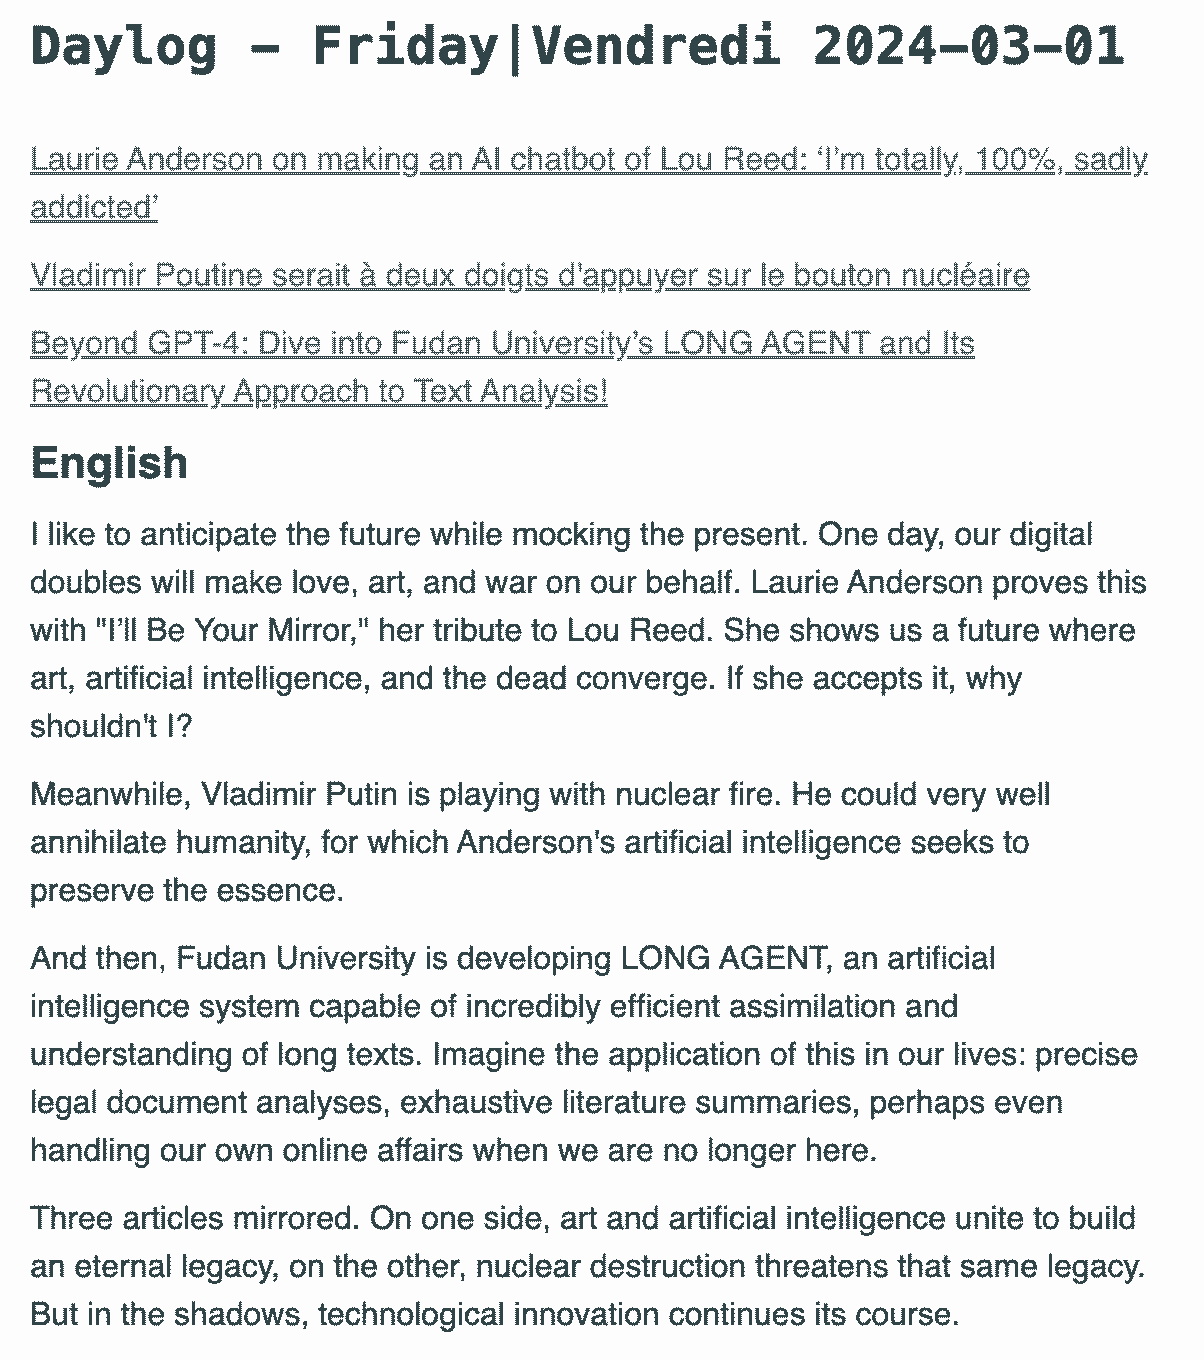 Daylog - Friday|Vendredi 2024-03-01
Laurie Anderson on making an AI chatbot of Lou Reed: ‘I’m totally, 100%, sadly
addicted’
Vladimir Poutine serait à deux doigts d'appuyer sur le bouton nucléaire
Beyond GPT-4: Dive into Fudan University’s LONG AGENT and Its
Revolutionary Approach to Text Analysis!
English
I like to anticipate the future while mocking the present. One day, our digital
doubles will make love, art, and war on our behalf. Laurie Anderson proves this
with "I’ll Be Your Mirror," her tribute to Lou Reed. She shows us a future where
art, artificial intelligence, and the dead converge. If she accepts it, why
shouldn't I?
Meanwhile, Vladimir Putin is playing with nuclear fire. He could very well
annihilate humanity, for which Anderson's artificial intelligence seeks to
preserve the essence.
And then, Fudan University is developing LONG AGENT, an artificial
intelligence system capable of incredibly efficient assimilation and
understanding of long texts. Imagine the application of this in our lives: precise
legal document analyses, exhaustive literature summaries, perhaps even
handling our own online affairs when we are no longer here.
Three articles mirrored. On one side, art and artificial intelligence unite to build
an eternal legacy, on the other, nuclear destruction threatens that same legacy.
But in the shadows, technological innovation continues its course.